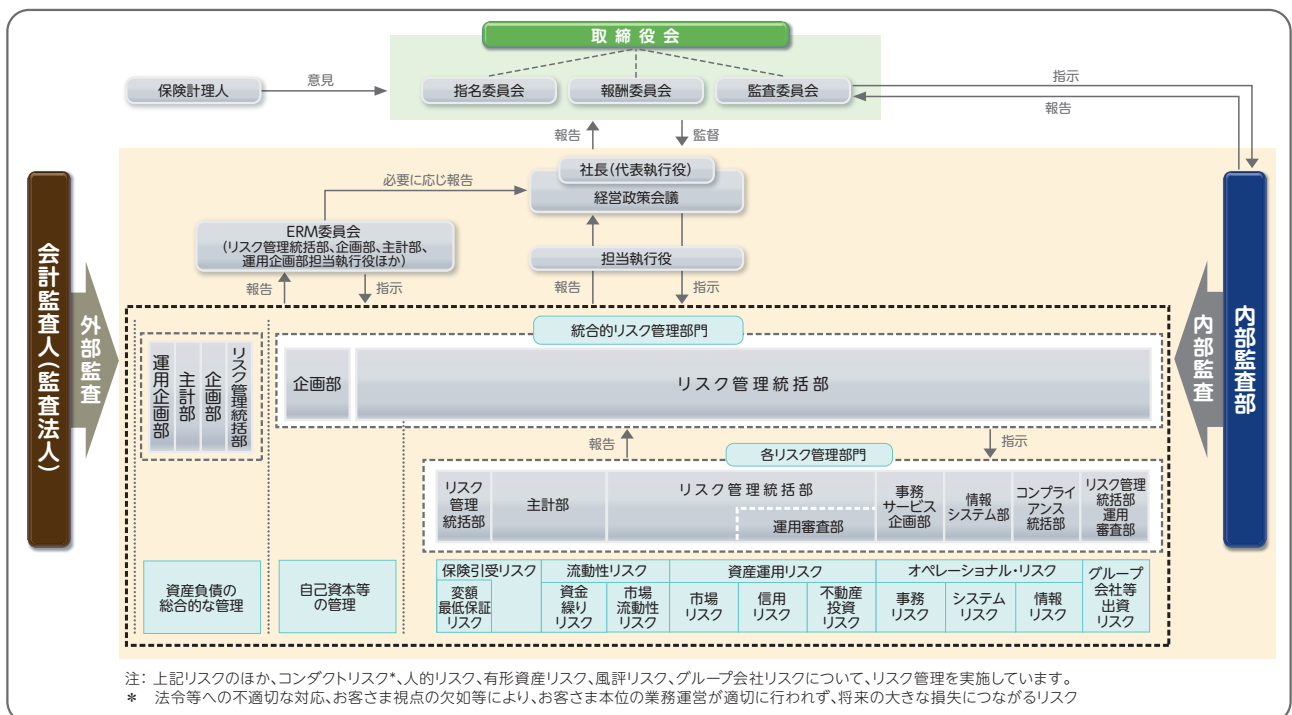 取締役会
保険計理人
意見
指名委員会
報酬委員会
監査委員会
指示
報告
報告
監督
社長(代表執行役)
経営政策会議
必要に応じ報告
ERM委員会
(リスク管理統括部、企画部、主計部、
運用企画部担当執行役ほか)
担当執行役
報告
指示
報告
指示
会計監査人(監査法人)
外部監査
内部監査
内部監査部
統合的リスク管理部門
運用企画部
主計部
企画部
リスク管理統括部
企画部
リスク管理統括部
報告
指示
各リスク管理部門
リスク
管理
統括部
主計部
リスク管理統括部
運用審査部
事務
サービス
企画部
情報
システム部
コンプライ
アンス
統括部
リスク管理
統括部
運用
審査部
資産負債の
総合的な管理
自己資本等
の管理
保険引受リスク
変額
最低保証
リスク
流動性リスク
資金
繰り
リスク
市場
流動性
リスク
資産運用リスク
市場
リスク
信用
リスク
不動産
投資
リスク
オペレーショナル・リスク
事務
リスク
システム
リスク
情報
リスク
グループ
会社等
出資
リスク
注: 上記リスクのほか、コンダクトリスク*、人的リスク、有形資産リスク、風評リスク、グループ会社リスクについて、リスク管理を実施しています。
* 法令等への不適切な対応、お客さま視点の欠如等により、お客さま本位の業務運営が適切に行われず、将来の大きな損失につながるリスク